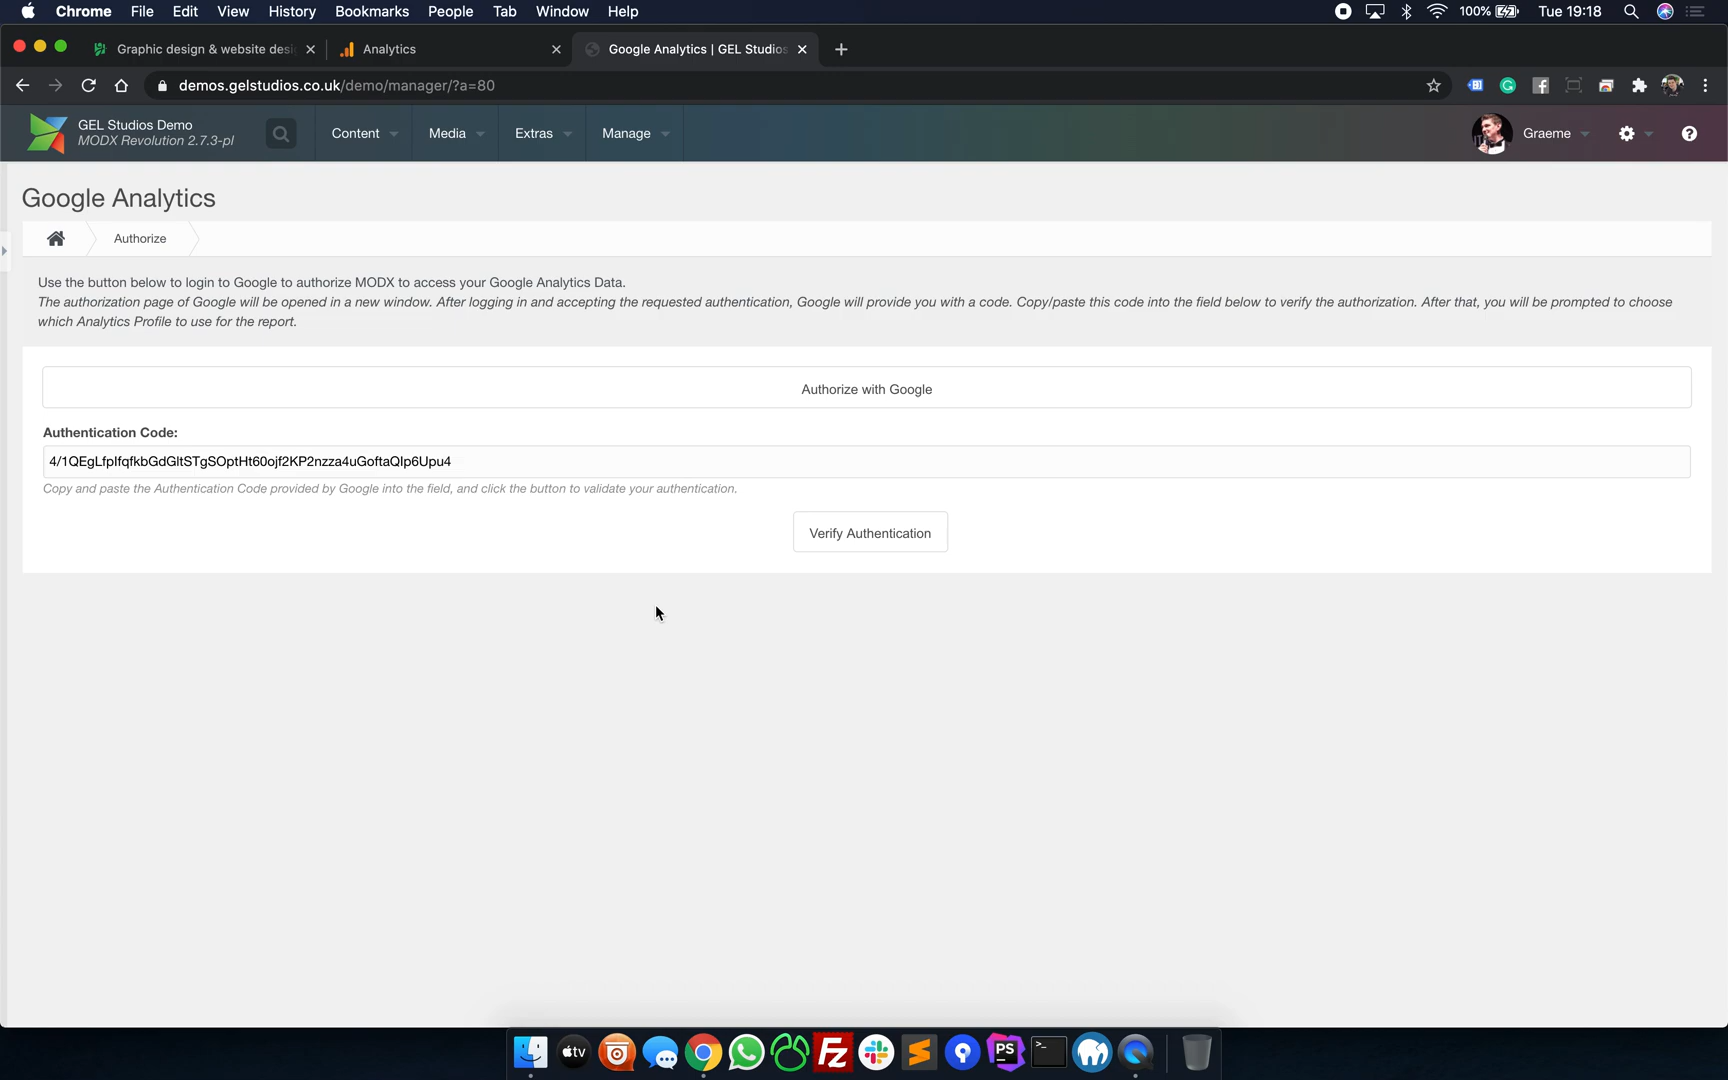 Chrome File Edit View History Bookmarks People Tab Window Help 100% Tue 19:18
Graphic design & website desi Analytics Google Analytics | GEL Studios
demos.gelstudios.co.uk/demo/manager/?a=80
GEL Studios Demo
MODX Revolution 2.7.3-pl
Content Media Extras Manage Graeme
Google Analytics
Authorize
Use the button below to login to Google to authorize MODX to access your Google Analytics Data.
The authorization page of Google will be opened in a new window. After logging in and accepting the requested authentication, Google will provide you with a code. Copy/paste this code into the field below to verify the authorization. After that, you will be prompted to choose
which Analytics Profile to use for the report.
Authorize with Google
Authentication Code:
4/1QEgLfpIfqfkbGdGltSTgSOptHt60ojf2KP2nzza4uGoftaQIp6Upu4
Copy and paste the Authentication Code provided by Google into the field, and click the button to validate your authentication.
Verify Authentication
tv FZ PS